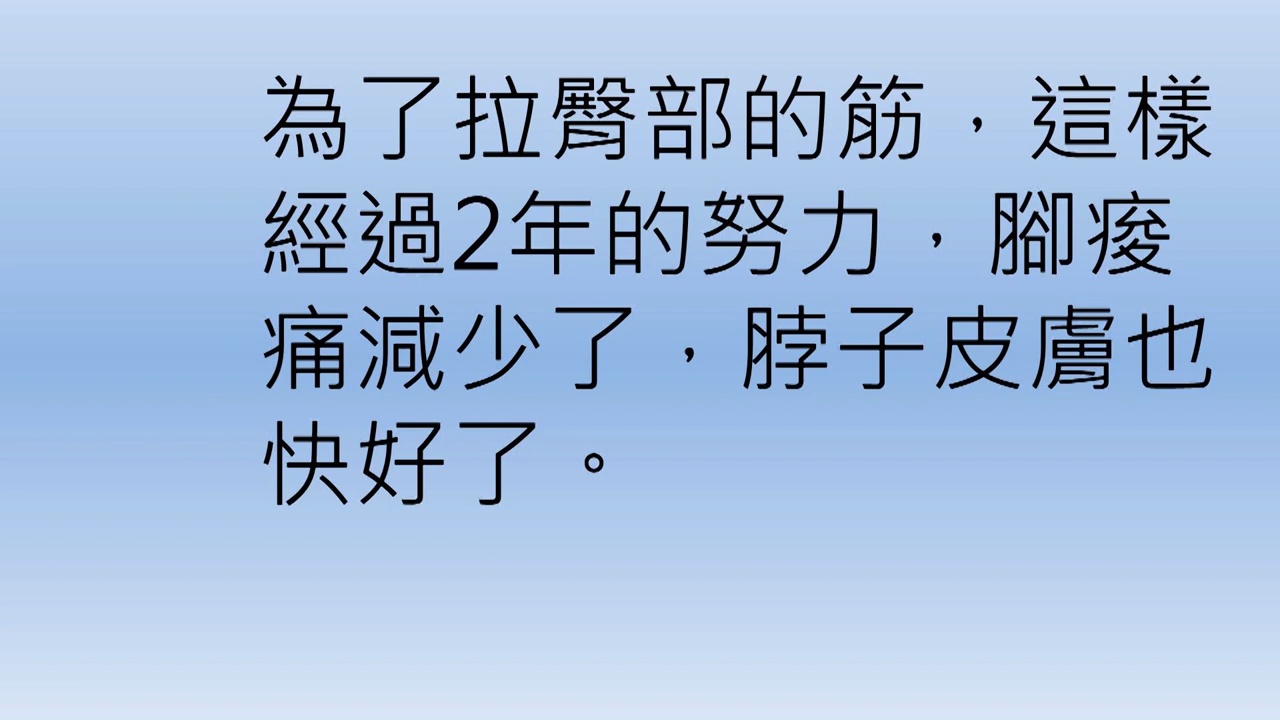 為了拉臀部的筋，這樣
經過2年的努力，腳痠
痛減少了，脖子皮膚也
快好了。